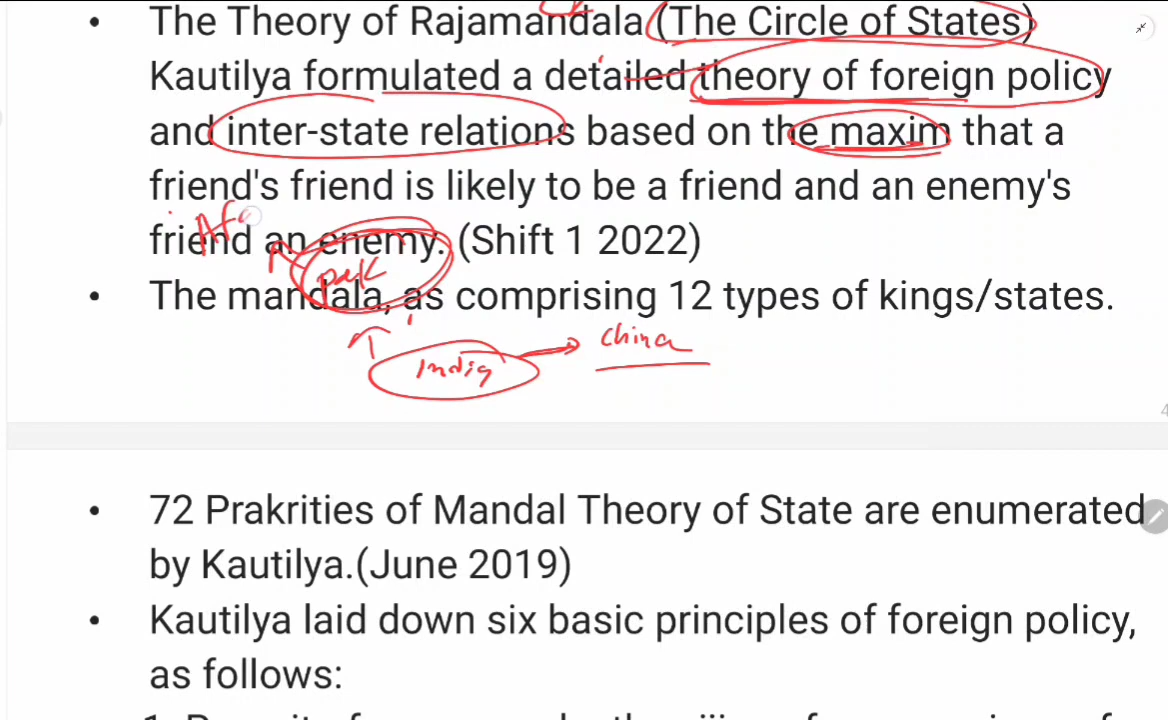 • The Theory of Rajamandala (The Circle of States)
Kautilya formulated a detailed theory of foreign policy
and inter-state relations based on the maxim that a
friend's friend is likely to be a friend and an enemy's
Af
friend an enemy. (Shift 1 2022)
pak
• The mandala, as comprising 12 types of kings/states.
India → China
4
• 72 Prakrities of Mandal Theory of State are enumerated
by Kautilya.(June 2019)
• Kautilya laid down six basic principles of foreign policy,
as follows: